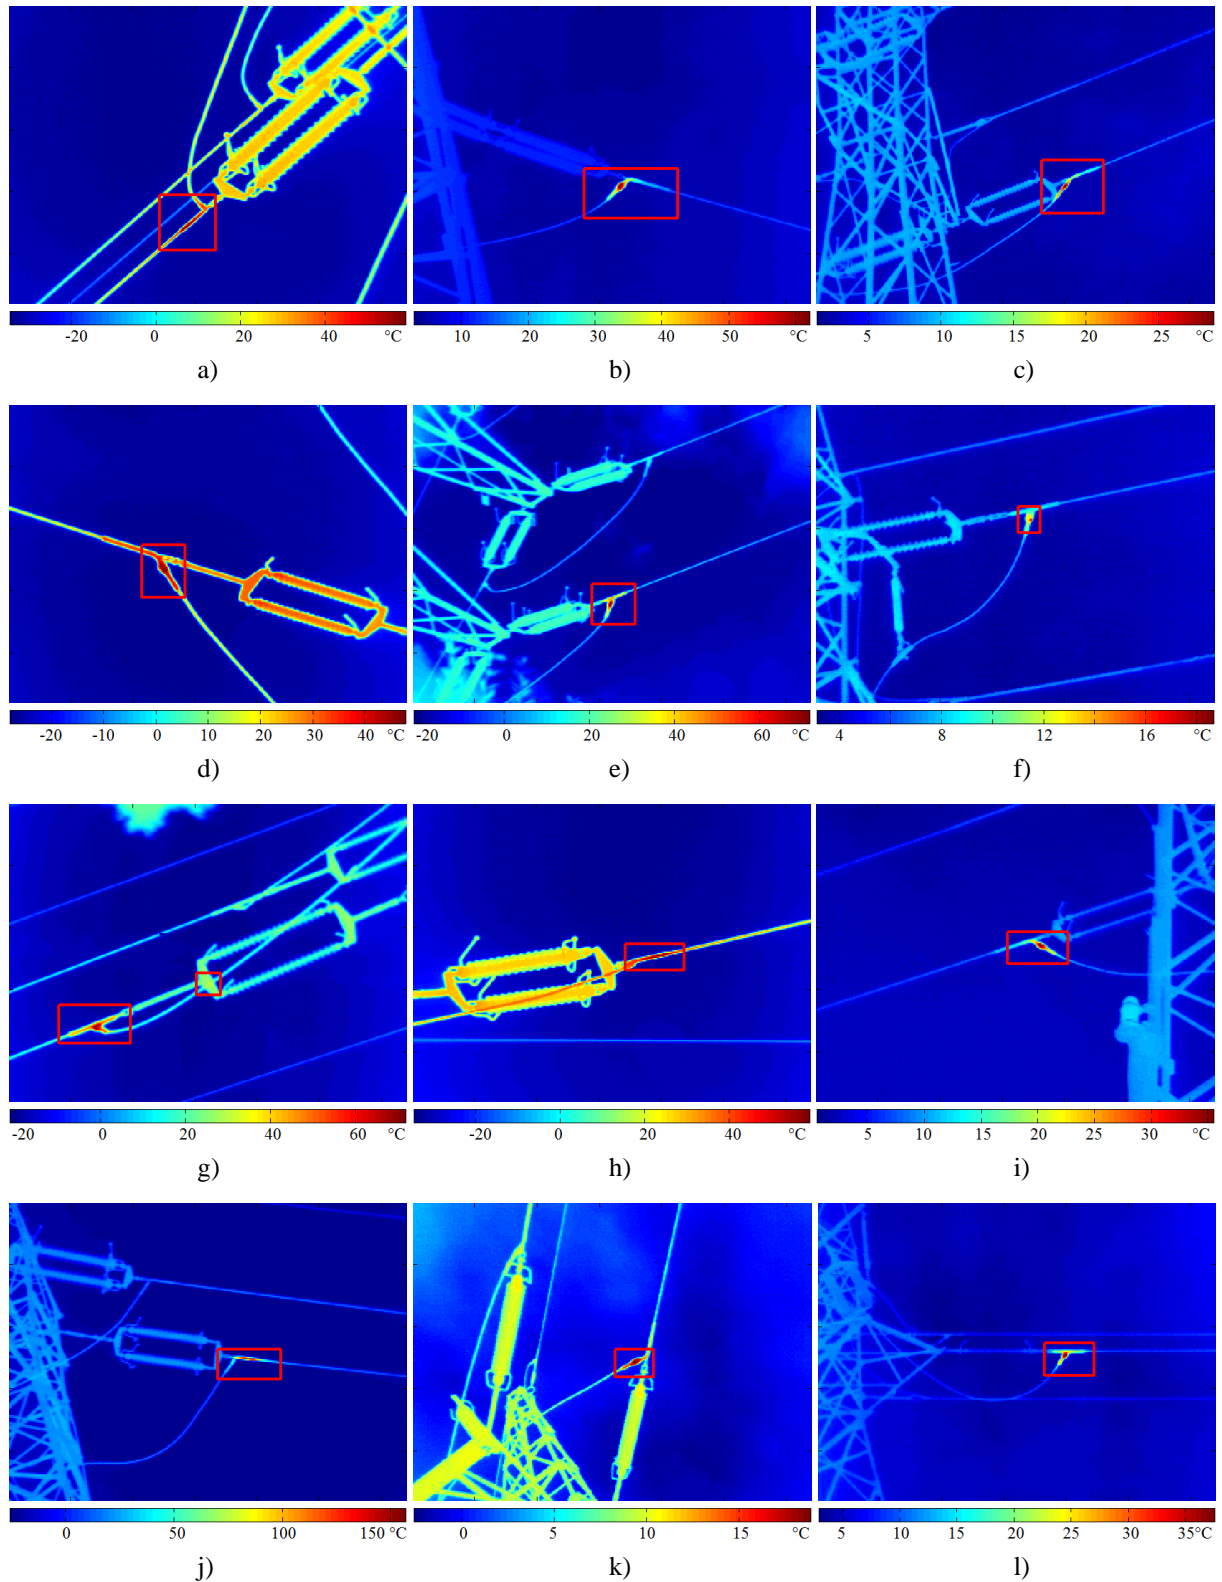 -20 0 20 40 °C 10 20 30 40 50 °C 5 10 15 20 25 °C
a) b) c)
-20 -10 0 10 20 30 40 °C -20 0 20 40 60 °C 4 8 12 16 °C
d) e) f)
-20 0 20 40 60 °C -20 0 20 40 °C 5 10 15 20 25 30 °C
g) h) i)
0 50 100 150 °C 0 5 10 15 °C 5 10 15 20 25 30 35°C
j) k) l)